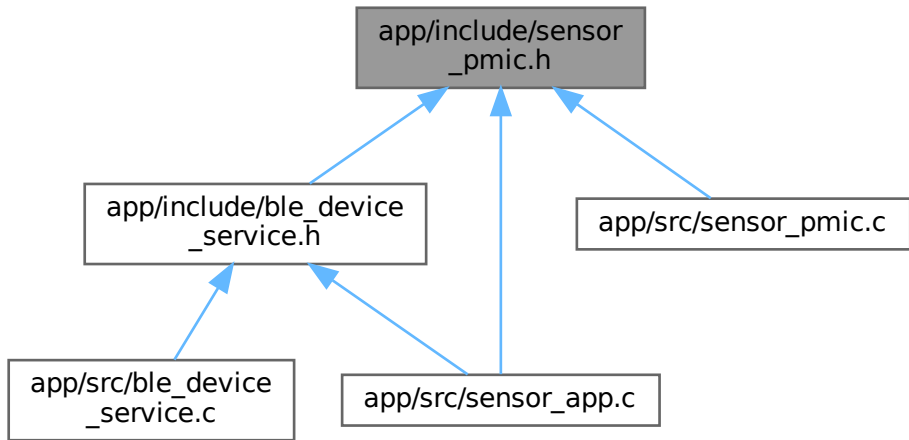 app/include/sensor
_pmic.h
app/include/ble_device
_service.h
app/src/sensor_pmic.c
app/src/ble_device
_service.c
app/src/sensor_app.c